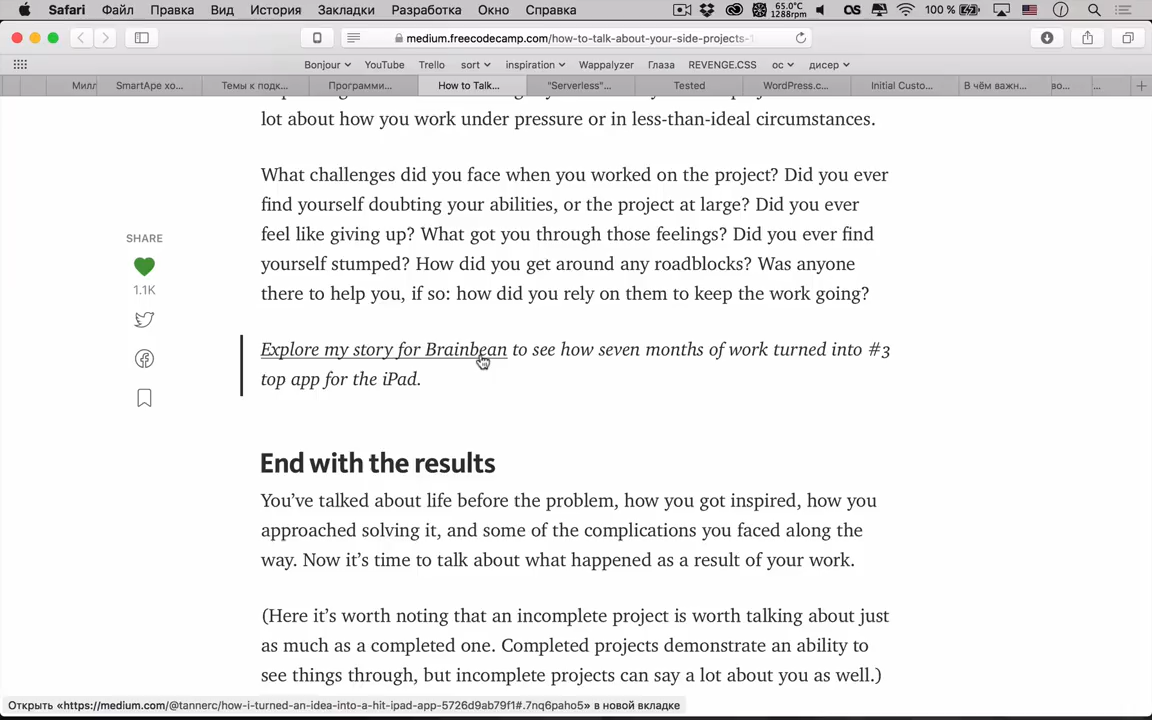 Safari Файл Правка Вид История Закладки Разработка Окно Справка 65.0°C 1288rpm 100 %
medium.freecodecamp.com/how-to-talk-about-your-side-projects-
Bonjour YouTube Trello sort inspiration Wappalyzer Глаза REVENGE.CSS ос дисер
Милл SmartApe хо... Темы к подк... Программи... How to Talk... "Serverless"... Tested WordPress.c... Initial Custo... В чём важн... во... ...
lot about how you work under pressure or in less-than-ideal circumstances.
What challenges did you face when you worked on the project? Did you ever
find yourself doubting your abilities, or the project at large? Did you ever
feel like giving up? What got you through those feelings? Did you ever find
yourself stumped? How did you get around any roadblocks? Was anyone
there to help you, if so: how did you rely on them to keep the work going?
SHARE
1.1K
Explore my story for Brainbean to see how seven months of work turned into #3
top app for the iPad.
End with the results
You've talked about life before the problem, how you got inspired, how you
approached solving it, and some of the complications you faced along the
way. Now it's time to talk about what happened as a result of your work.
(Here it's worth noting that an incomplete project is worth talking about just
as much as a completed one. Completed projects demonstrate an ability to
see things through, but incomplete projects can say a lot about you as well.)
Открыть «https://medium.com/@tannerc/how-i-turned-an-idea-into-a-hit-ipad-app-5726d9ab79f1#.7nq6paho5» в новой вкладке